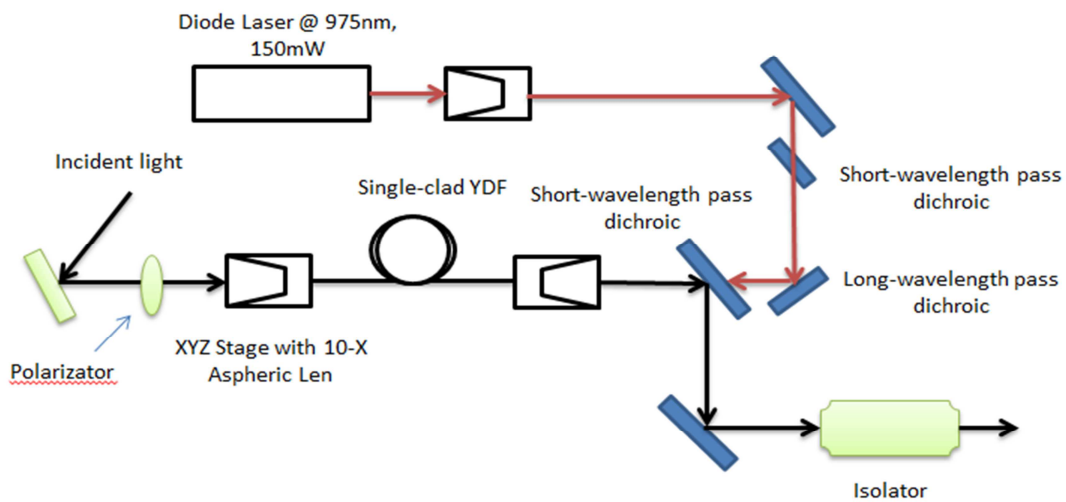 Diode Laser @ 975nm,
150mW
Incident light
Single-clad YDF
Short-wavelength pass
dichroic
Short-wavelength pass
dichroic
Long-wavelength pass
dichroic
Polarizator
XYZ Stage with 10-X
Aspheric Len
Isolator